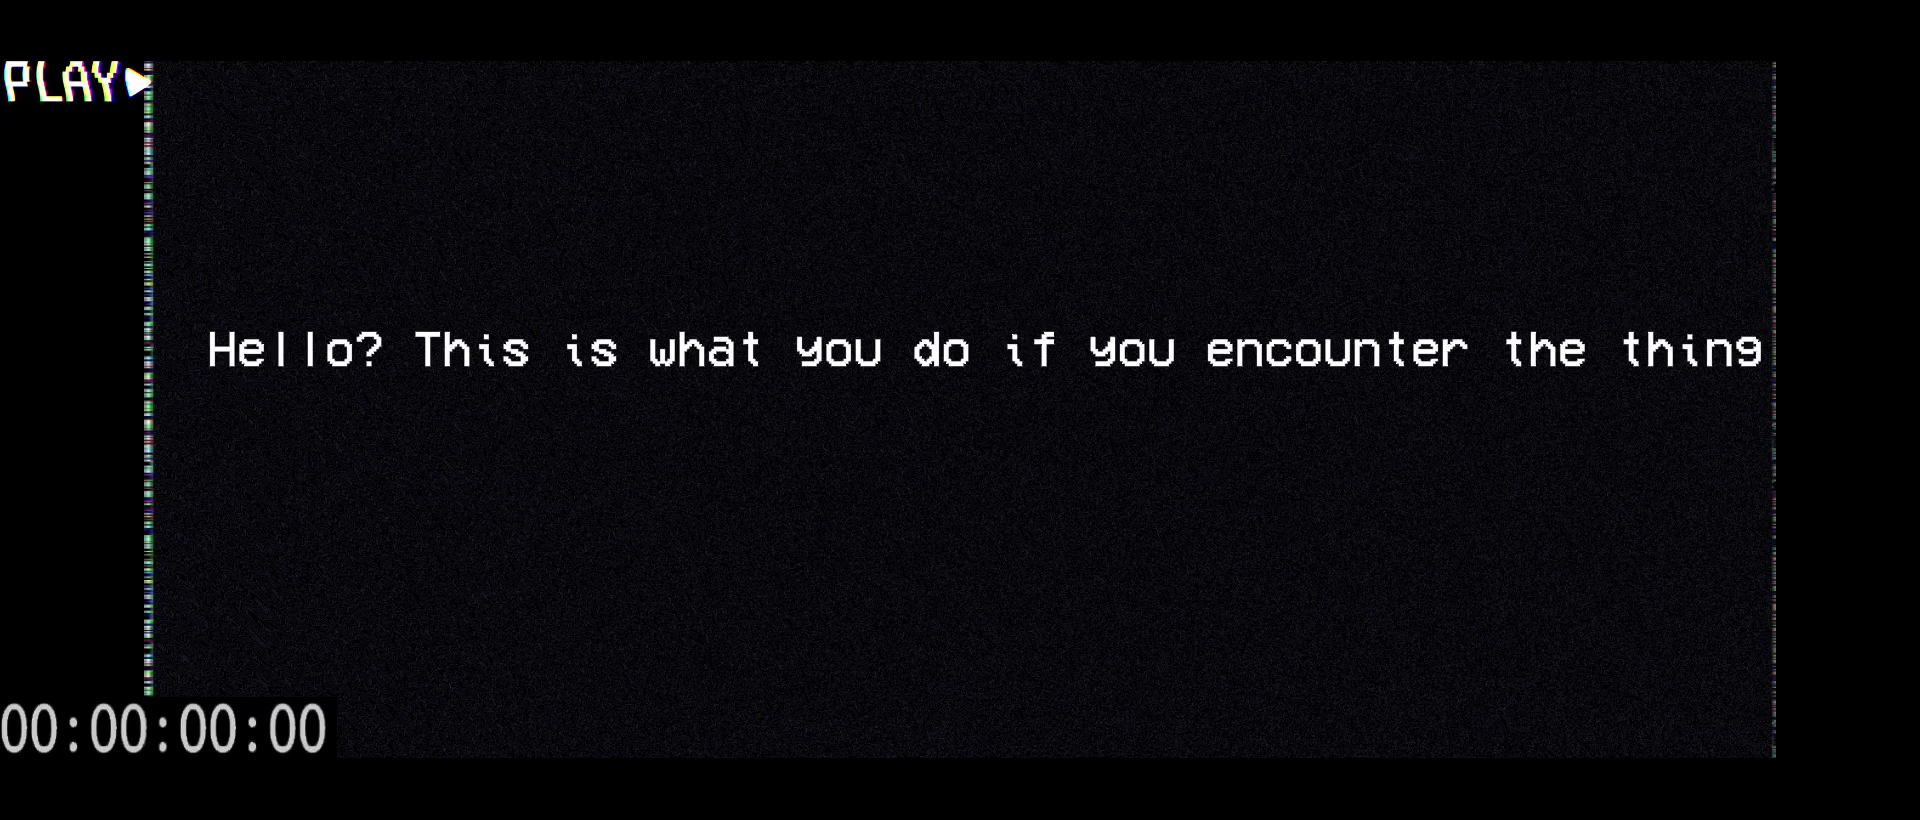 PLAY▶
Hello? This is what you do if you encounter the thing
00:00:00:00